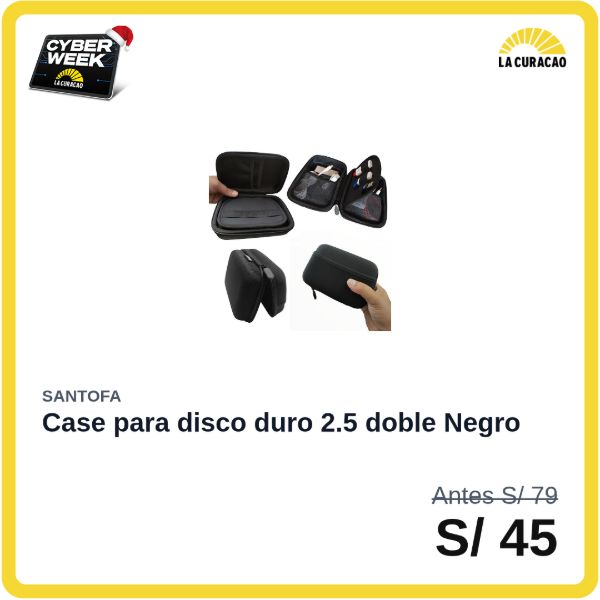 CYBER
WEEK
LA CURACAO
LA CURACAO
SANTOFA
Case para disco duro 2.5 doble Negro
Antes S/ 79
S/ 45